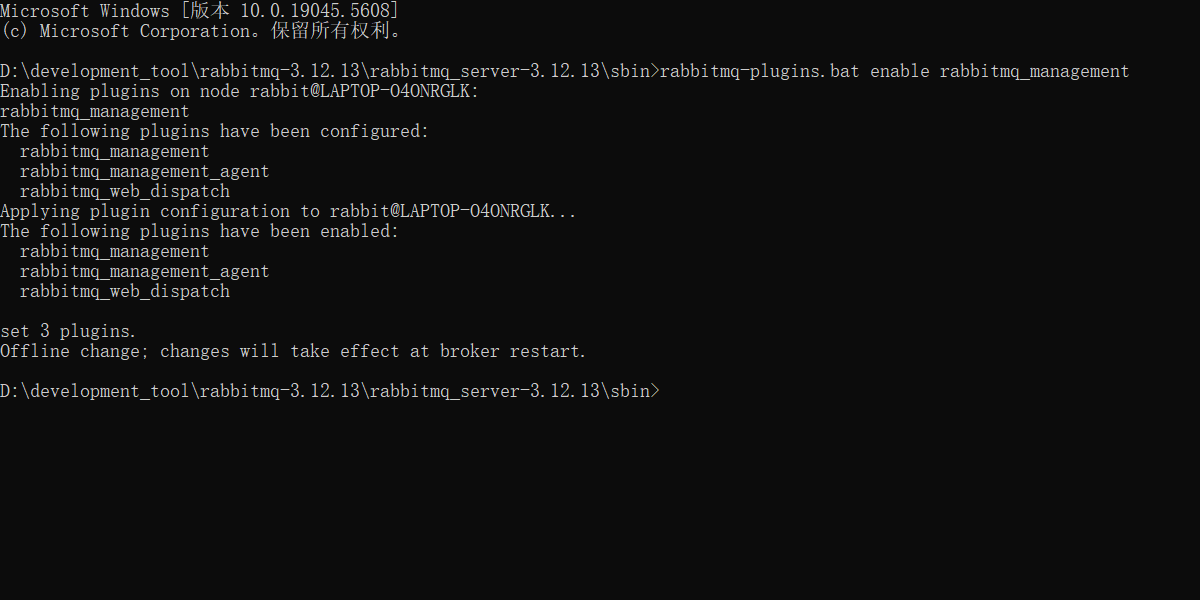 Microsoft Windows [版本 10.0.19045.5608]
(c) Microsoft Corporation。保留所有权利。
D:\development_tool\rabbitmq-3.12.13\rabbitmq_server-3.12.13\sbin>rabbitmq-plugins.bat enable rabbitmq_management
Enabling plugins on node rabbit@LAPTOP-O4ONRGLK:
rabbitmq_management
The following plugins have been configured:
  rabbitmq_management
  rabbitmq_management_agent
  rabbitmq_web_dispatch
Applying plugin configuration to rabbit@LAPTOP-O4ONRGLK...
The following plugins have been enabled:
  rabbitmq_management
  rabbitmq_management_agent
  rabbitmq_web_dispatch
set 3 plugins.
Offline change; changes will take effect at broker restart.
D:\development_tool\rabbitmq-3.12.13\rabbitmq_server-3.12.13\sbin>